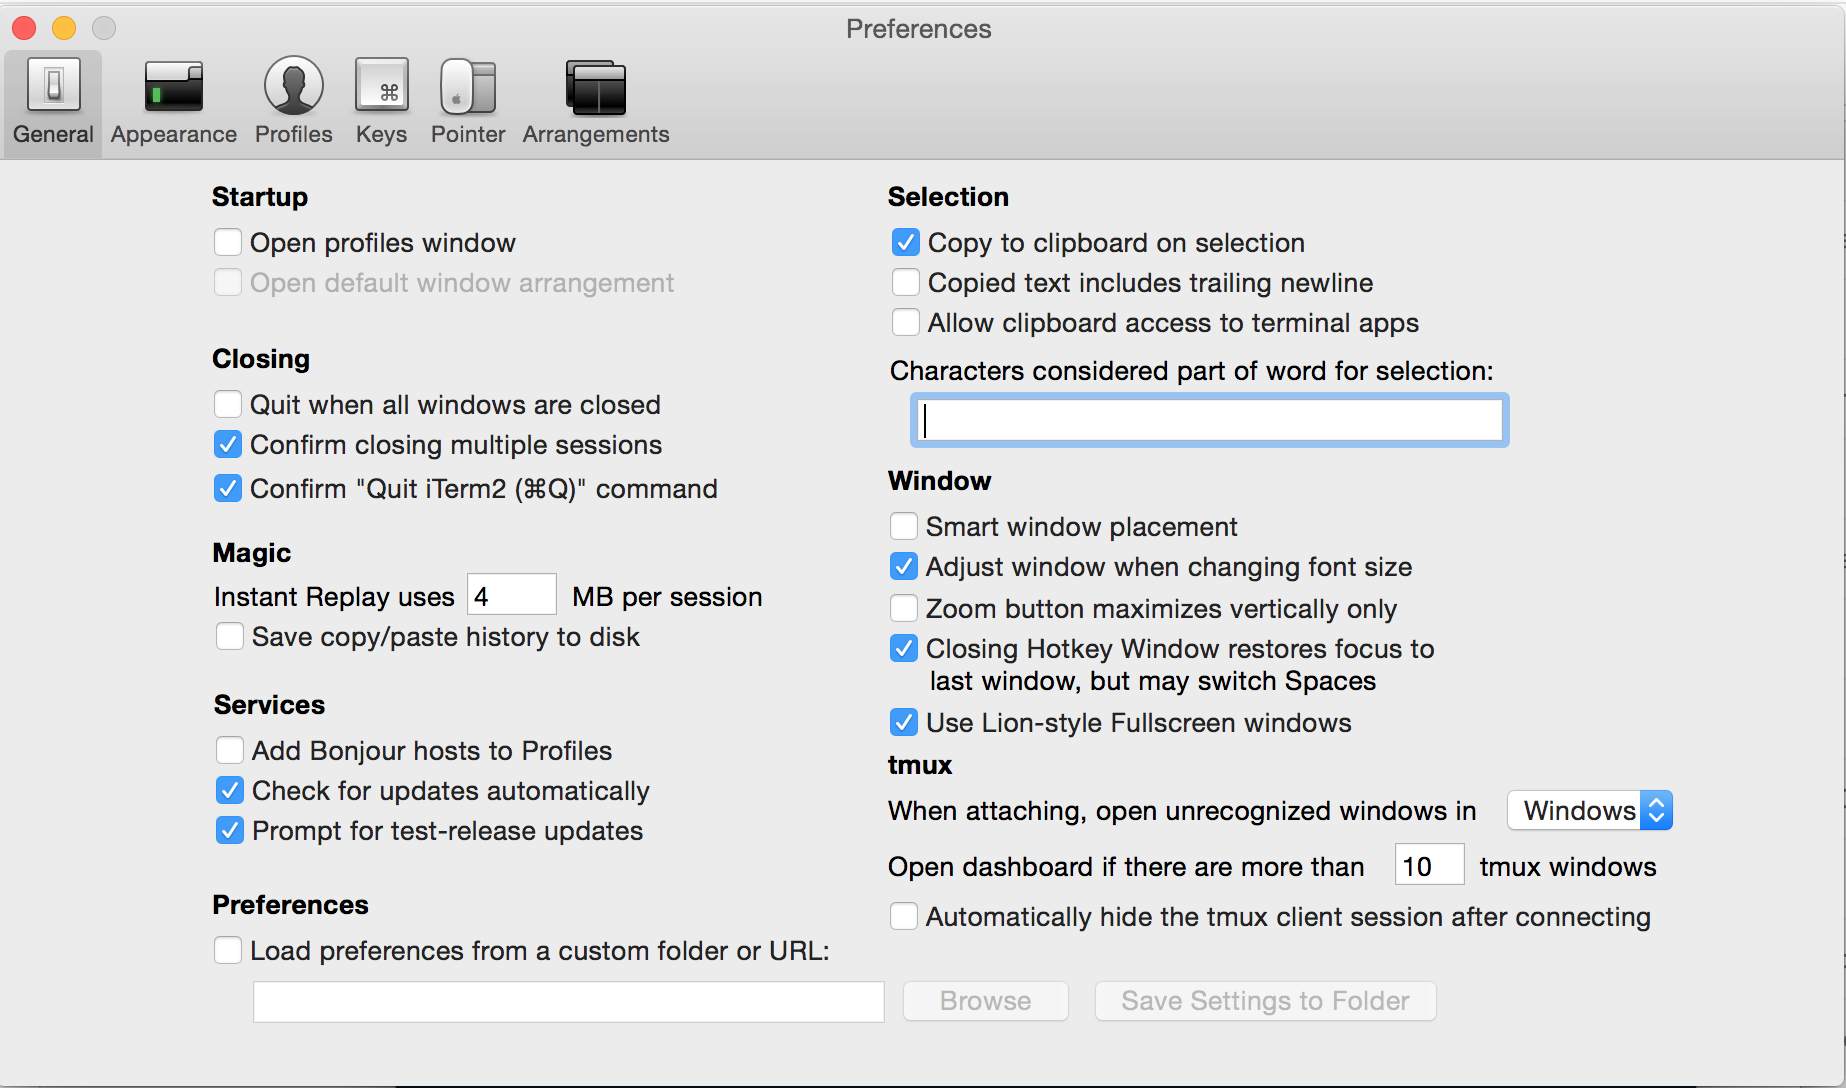 Preferences
General
Appearance
Profiles
Keys
Pointer
Arrangements
Startup
Open profiles window
Open default window arrangement
Closing
Quit when all windows are closed
Confirm closing multiple sessions
Confirm "Quit iTerm2 (⌘Q)" command
Magic
Instant Replay uses 4 MB per session
Save copy/paste history to disk
Services
Add Bonjour hosts to Profiles
Check for updates automatically
Prompt for test-release updates
Preferences
Load preferences from a custom folder or URL:
Browse
Save Settings to Folder
Selection
Copy to clipboard on selection
Copied text includes trailing newline
Allow clipboard access to terminal apps
Characters considered part of word for selection:
Window
Smart window placement
Adjust window when changing font size
Zoom button maximizes vertically only
Closing Hotkey Window restores focus to
last window, but may switch Spaces
Use Lion-style Fullscreen windows
tmux
When attaching, open unrecognized windows in Windows
Open dashboard if there are more than 10 tmux windows
Automatically hide the tmux client session after connecting